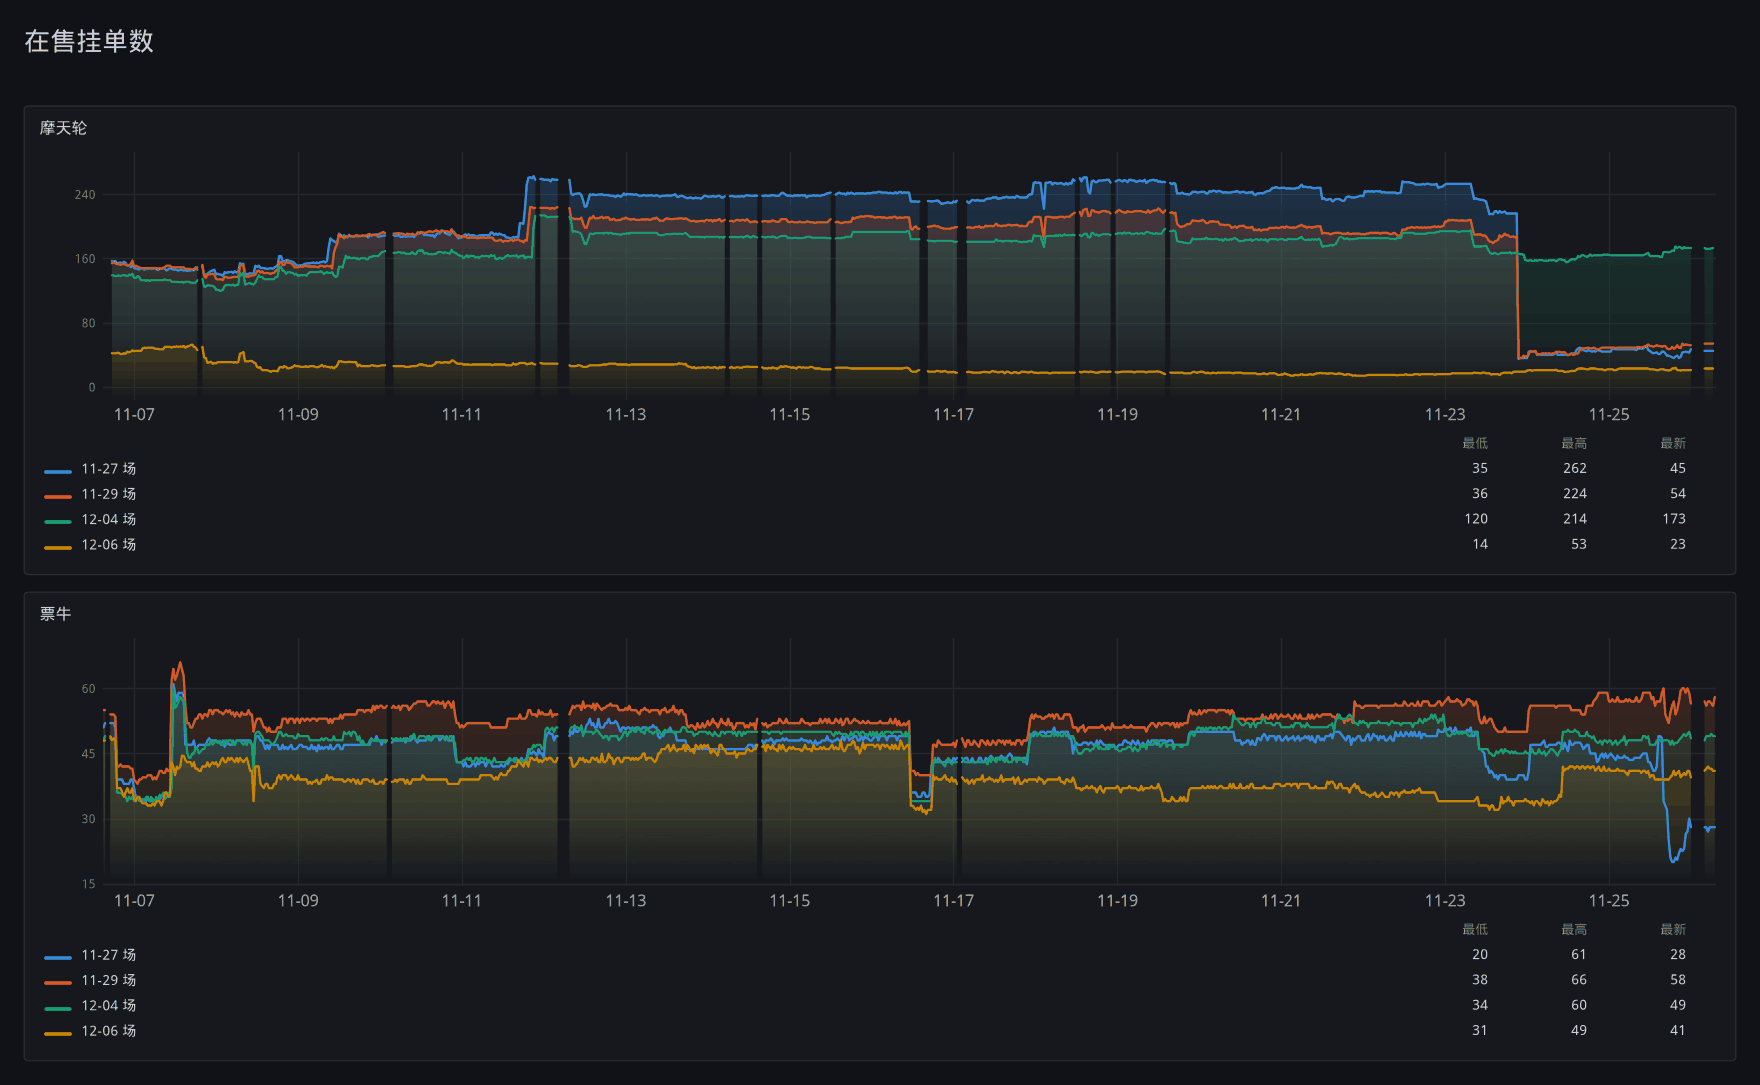 在售挂单数
摩天轮
240
160
80
0
11-07 11-09 11-11 11-13 11-15 11-17 11-19 11-21 11-23 11-25
最低 最高 最新
11-27 场 35 262 45
11-29 场 36 224 54
12-04 场 120 214 173
12-06 场 14 53 23
票牛
60
45
30
15
11-07 11-09 11-11 11-13 11-15 11-17 11-19 11-21 11-23 11-25
最低 最高 最新
11-27 场 20 61 28
11-29 场 38 66 58
12-04 场 34 60 49
12-06 场 31 49 41